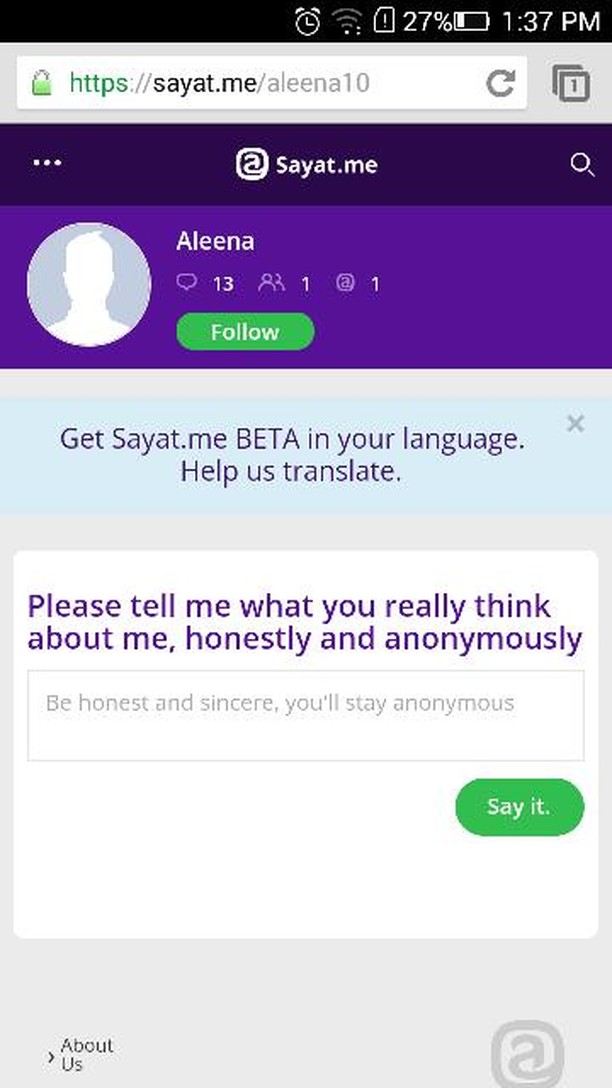 27% 1:37 PM
https://sayat.me/aleena10 1
@ Sayat.me
Aleena
13 1 @ 1
Follow
Get Sayat.me BETA in your language.
Help us translate.
Please tell me what you really think
about me, honestly and anonymously
Be honest and sincere, you'll stay anonymous
Say it.
› About
Us
@